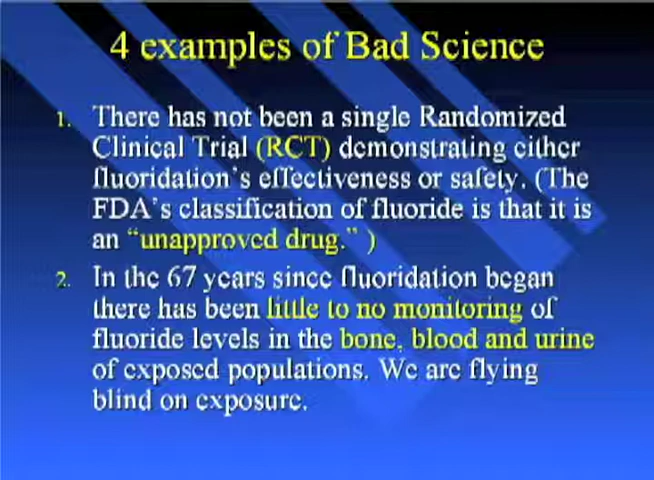 4 examples of Bad Science
1. There has not been a single Randomized
Clinical Trial (RCT) demonstrating either
fluoridation's effectiveness or safety. (The
FDA's classification of fluoride is that it is
an “unapproved drug.” )
2. In the 67 years since fluoridation began
there has been little to no monitoring of
fluoride levels in the bone, blood and urine
of exposed populations. We are flying
blind on exposure.